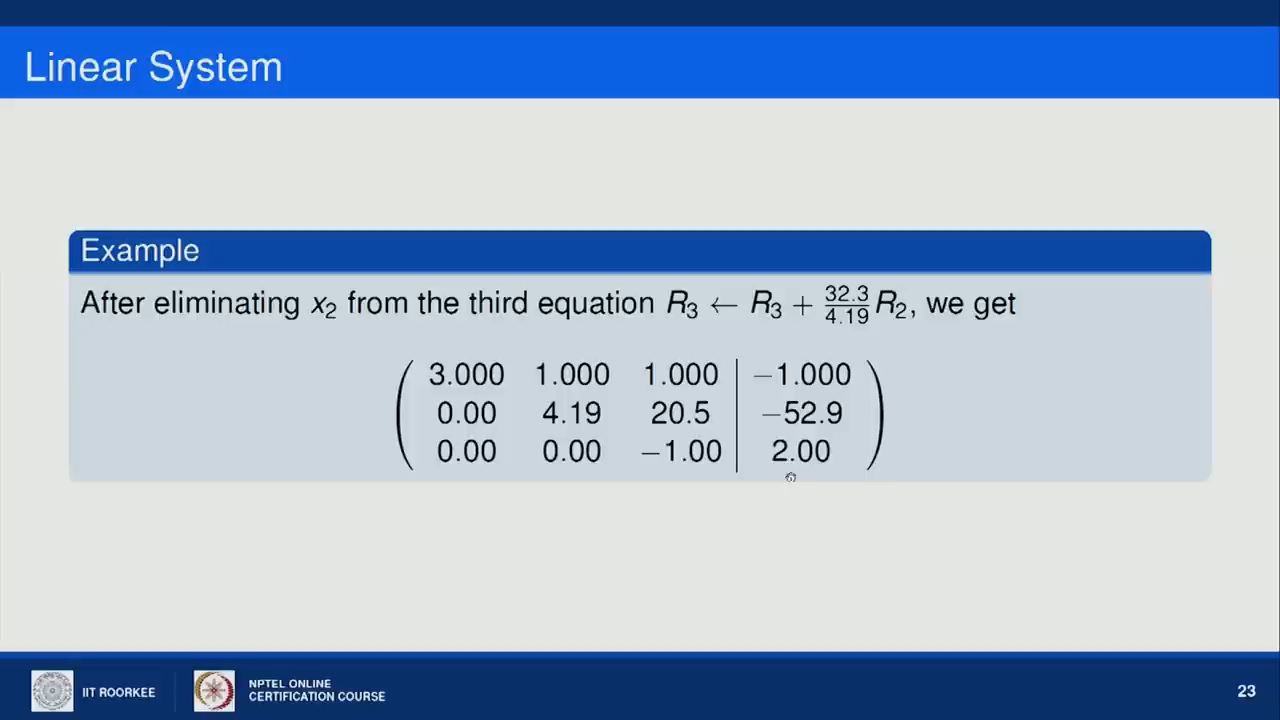 Linear System
Example
After eliminating x₂ from the third equation R₃ ← R₃ + 32.3/4.19 R₂, we get
3.000 1.000 1.000 | −1.000
0.00 4.19 20.5 | −52.9
0.00 0.00 −1.00 | 2.00
IIT ROORKEE
NPTEL ONLINE
CERTIFICATION COURSE
23